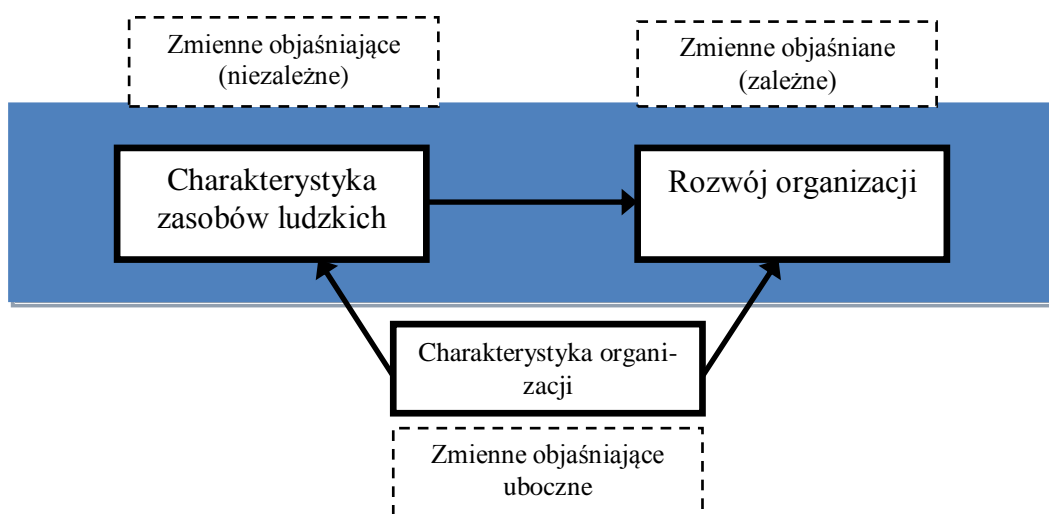 Zmienne objaśniające
(niezależne)
Zmienne objaśniane
(zależne)
Charakterystyka
zasobów ludzkich
Rozwój organizacji
Charakterystyka organi-
zacji
Zmienne objaśniające
uboczne